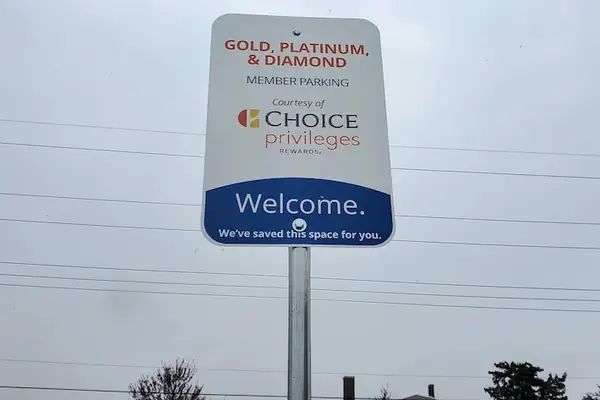 GOLD, PLATINUM,
& DIAMOND
MEMBER PARKING
Courtesy of
CHOICE
privileges
REWARDS
Welcome.
We've saved this space for you.